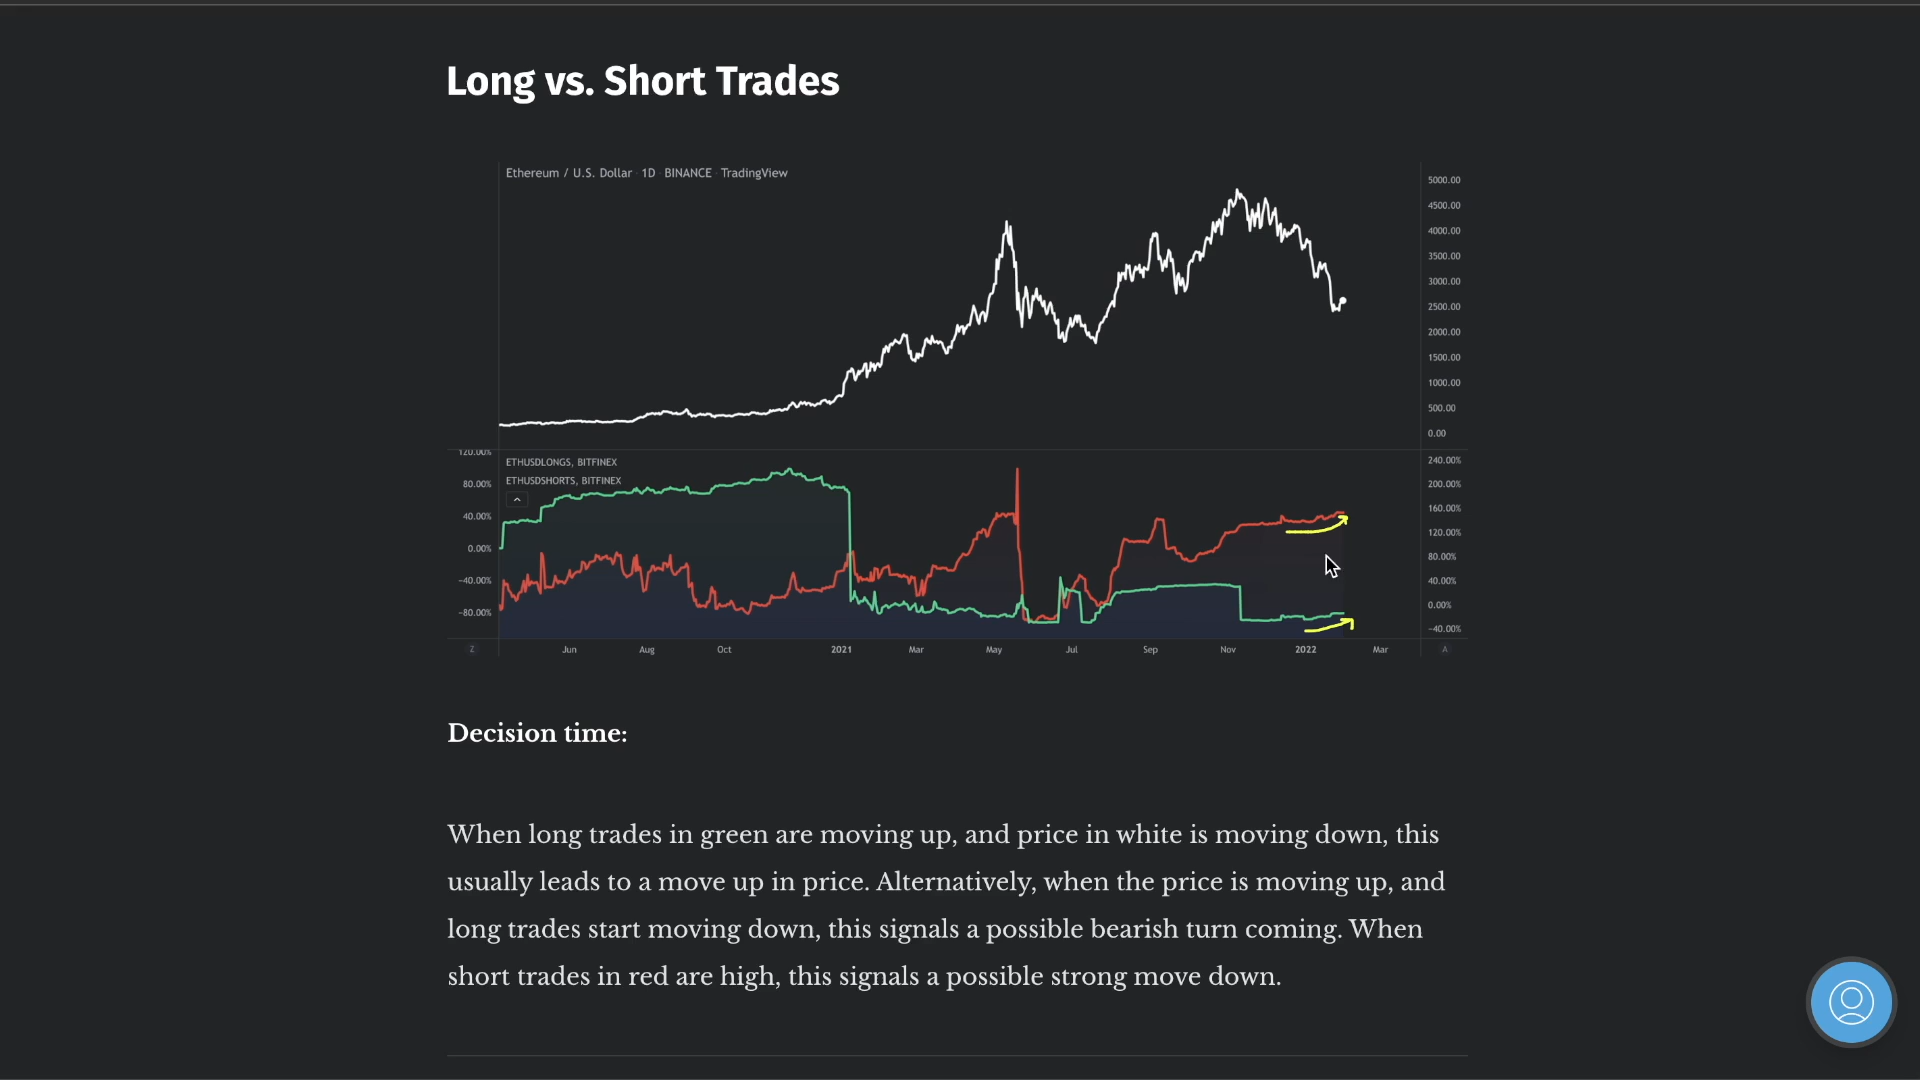 Long vs. Short Trades
Ethereum / U.S. Dollar · 1D · BINANCE · TradingView
5000.00
4500.00
4000.00
3500.00
3000.00
2500.00
2000.00
1500.00
1000.00
500.00
0.00
ETHUSDLONGS, BITFINEX
ETHUSDSHORTS, BITFINEX
120.00%
80.00%
40.00%
0.00%
−40.00%
−80.00%
240.00%
200.00%
160.00%
120.00%
80.00%
40.00%
0.00%
−40.00%
Z Jun Aug Oct 2021 Mar May Jul Sep Nov 2022 Mar A
Decision time:
When long trades in green are moving up, and price in white is moving down, this
usually leads to a move up in price. Alternatively, when the price is moving up, and
long trades start moving down, this signals a possible bearish turn coming. When
short trades in red are high, this signals a possible strong move down.